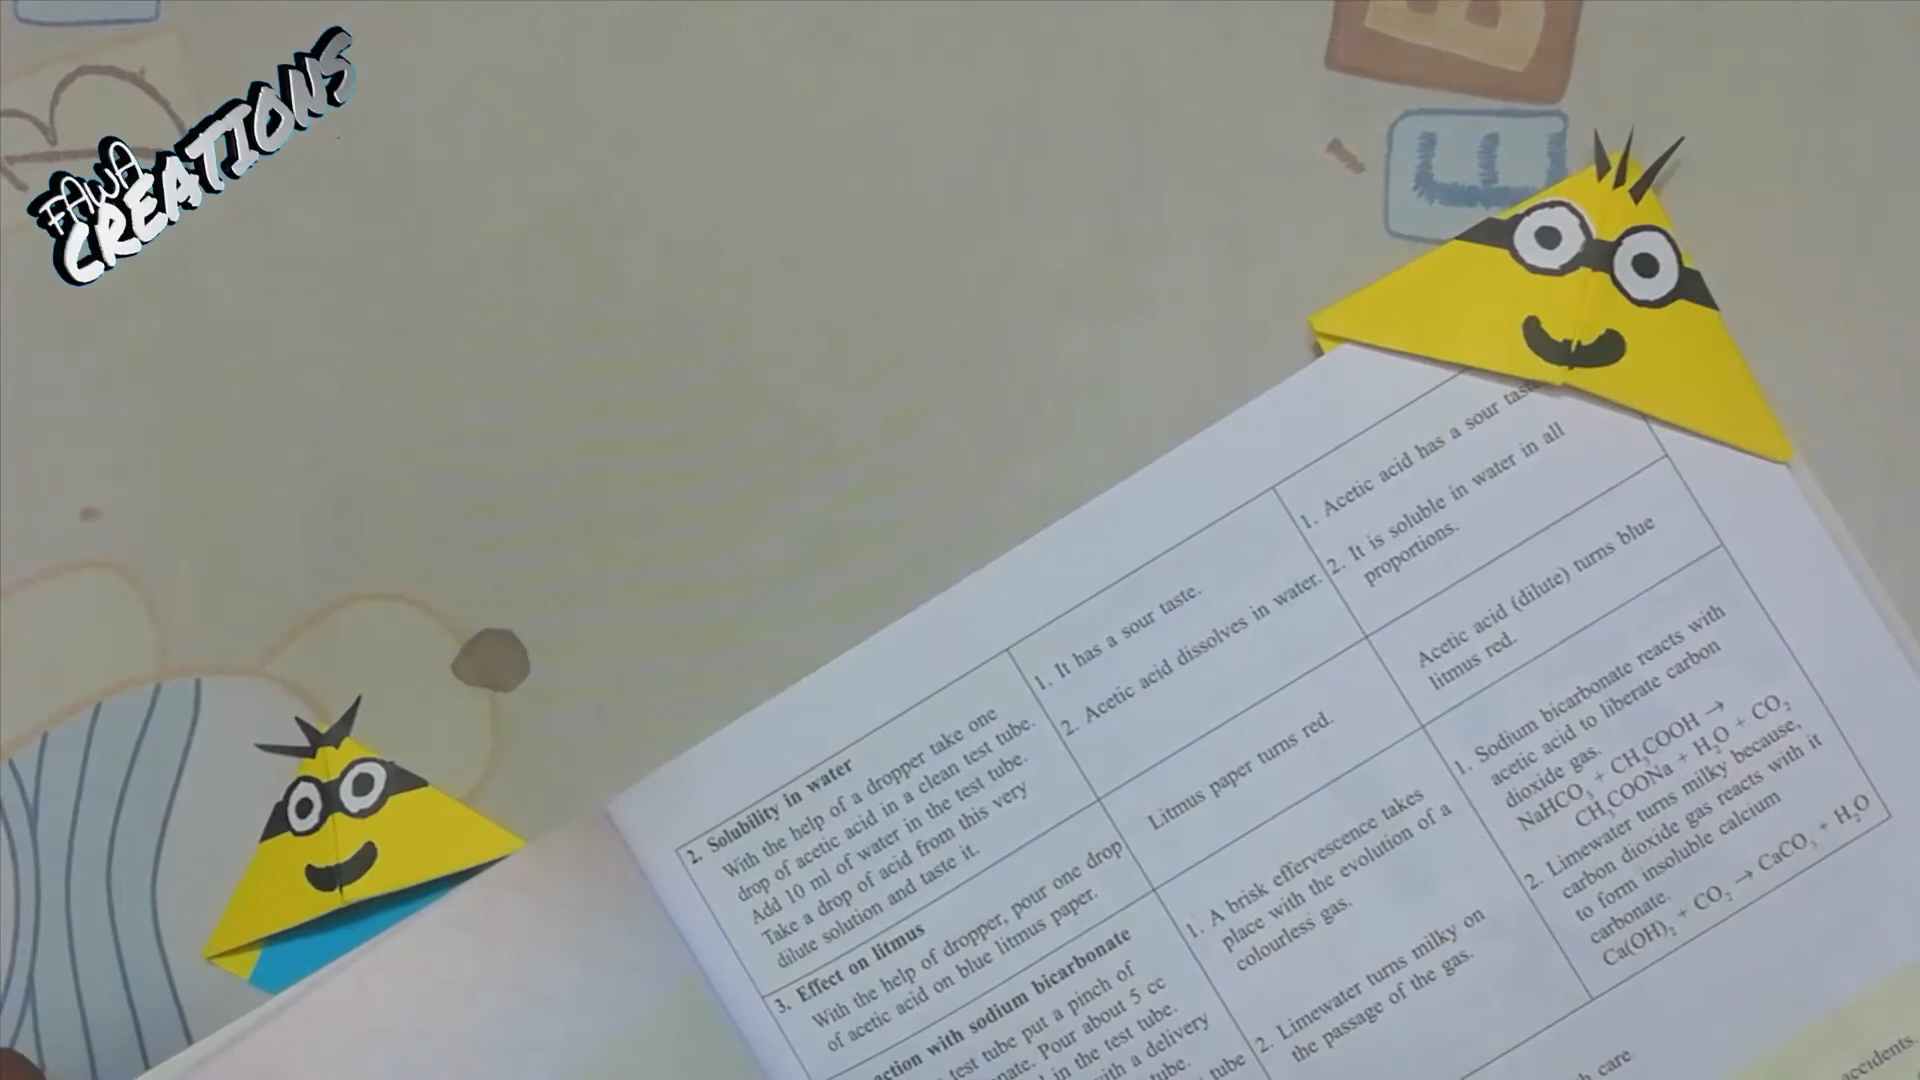 FAWA
CREATIONS
B
E
2. Solubility in water
With the help of a dropper take one
drop of acetic acid in a clean test tube.
Add 10 ml of water in the test tube.
Take a drop of acid from this very
dilute solution and taste it.
1. It has a sour taste.
2. Acetic acid dissolves in water.
1. Acetic acid has a sour taste
2. It is soluble in water in all
proportions.
3. Effect on litmus
With the help of dropper, pour one drop
of acetic acid on blue litmus paper.
Litmus paper turns red.
Acetic acid (dilute) turns blue
litmus red.
action with sodium bicarbonate
test tube put a pinch of
nate. Pour about 5 cc
in the test tube.
with a delivery
tube.
tube
1. A brisk effervescence takes
place with the evolution of a
colourless gas.
2. Limewater turns milky on
the passage of the gas.
1. Sodium bicarbonate reacts with
acetic acid to liberate carbon
dioxide gas.
NaHCO₃ + CH₃COOH →
CH₃COONa + H₂O + CO₂
2. Limewater turns milky because,
carbon dioxide gas reacts with it
to form insoluble calcium
carbonate.
Ca(OH)₂ + CO₂ → CaCO₃ + H₂O
care
accidents.